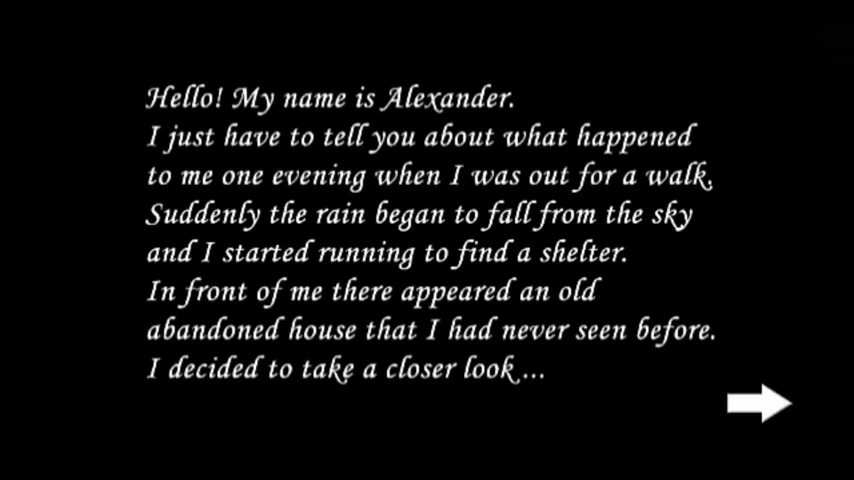 Hello! My name is Alexander.
I just have to tell you about what happened
to me one evening when I was out for a walk.
Suddenly the rain began to fall from the sky
and I started running to find a shelter.
In front of me there appeared an old
abandoned house that I had never seen before.
I decided to take a closer look...